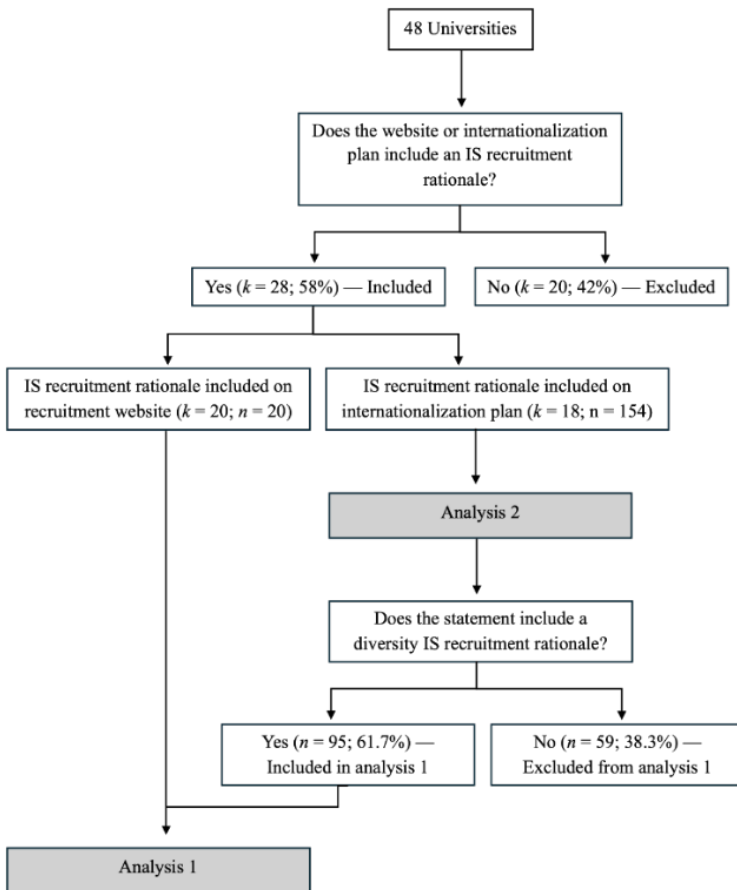 48 Universities
Does the website or internationalization
plan include an IS recruitment
rationale?
Yes (k = 28; 58%) — Included
No (k = 20; 42%) — Excluded
IS recruitment rationale included on
recruitment website (k = 20; n = 20)
IS recruitment rationale included on
internationalization plan (k = 18; n = 154)
Analysis 2
Does the statement include a
diversity IS recruitment rationale?
Yes (n = 95; 61.7%) —
Included in analysis 1
No (n = 59; 38.3%) —
Excluded from analysis 1
Analysis 1